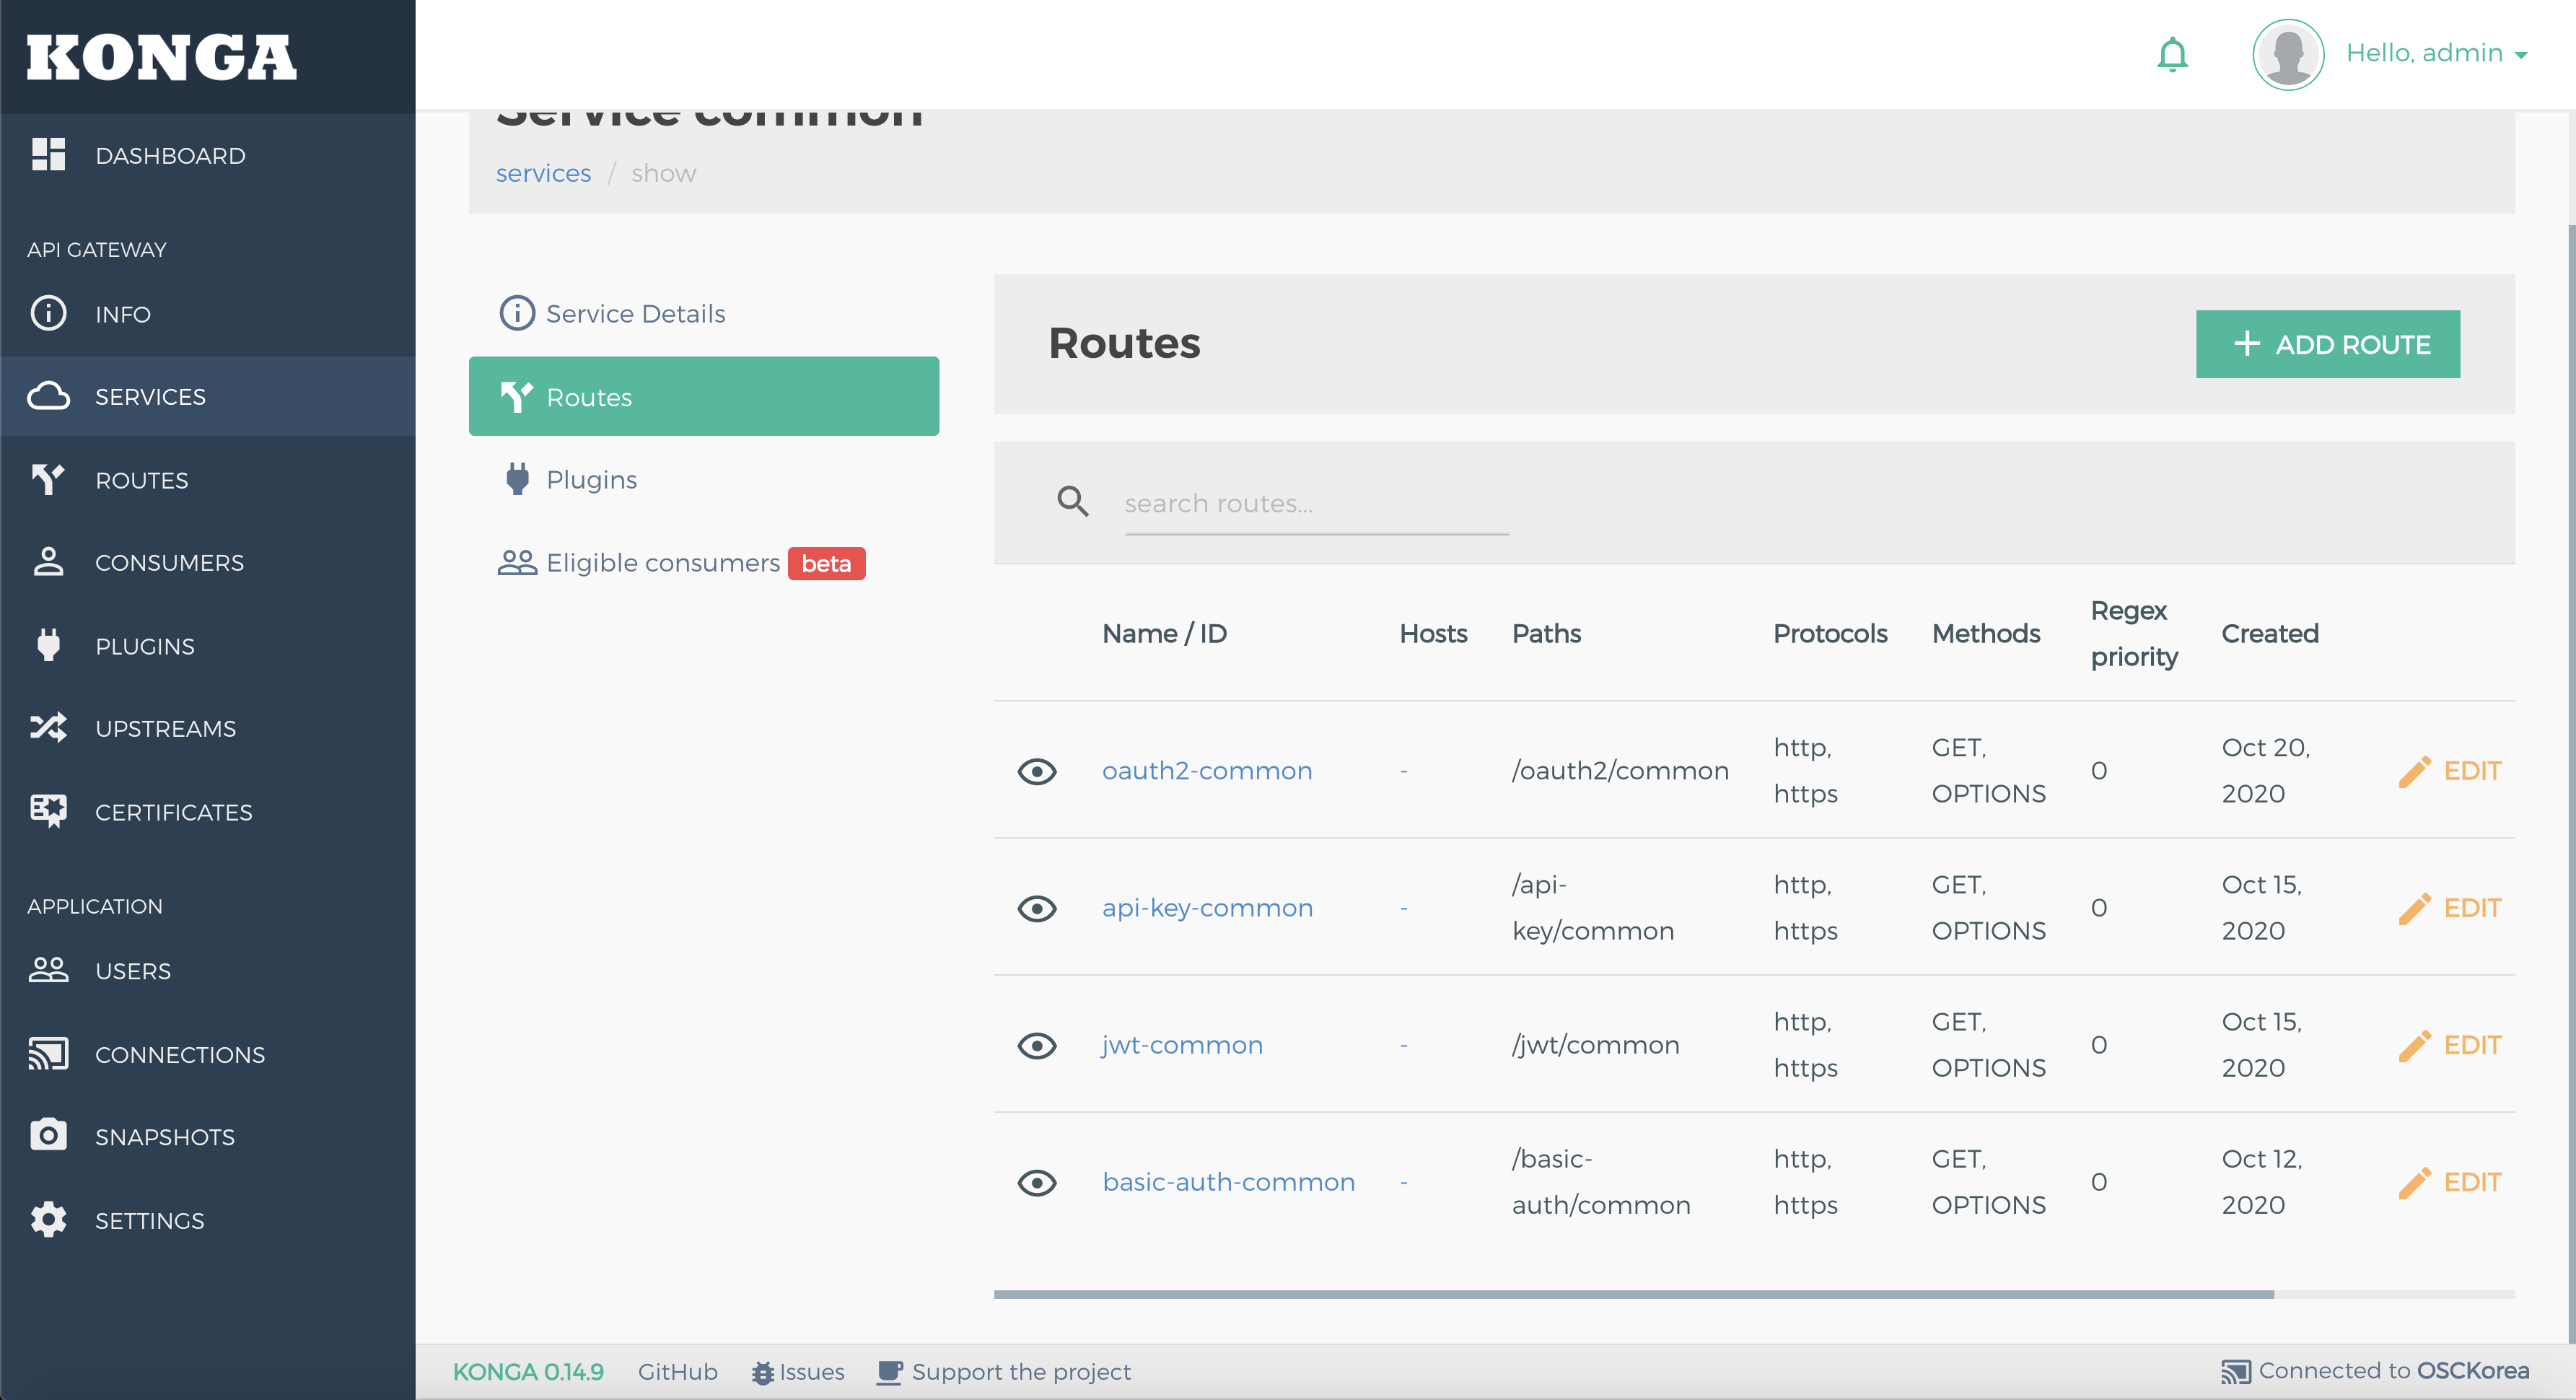 KONGA
Hello, admin
DASHBOARD
API GATEWAY
INFO
SERVICES
ROUTES
CONSUMERS
PLUGINS
UPSTREAMS
CERTIFICATES
APPLICATION
USERS
CONNECTIONS
SNAPSHOTS
SETTINGS
Service common
services / show
Service Details
Routes
Plugins
Eligible consumers beta
Routes
+ ADD ROUTE
search routes...
Name / ID Hosts Paths Protocols Methods Regex priority Created
oauth2-common - /oauth2/common http, https GET, OPTIONS 0 Oct 20, 2020 EDIT
api-key-common - /api-key/common http, https GET, OPTIONS 0 Oct 15, 2020 EDIT
jwt-common - /jwt/common http, https GET, OPTIONS 0 Oct 15, 2020 EDIT
basic-auth-common - /basic-auth/common http, https GET, OPTIONS 0 Oct 12, 2020 EDIT
KONGA 0.14.9 GitHub Issues Support the project Connected to OSCKorea